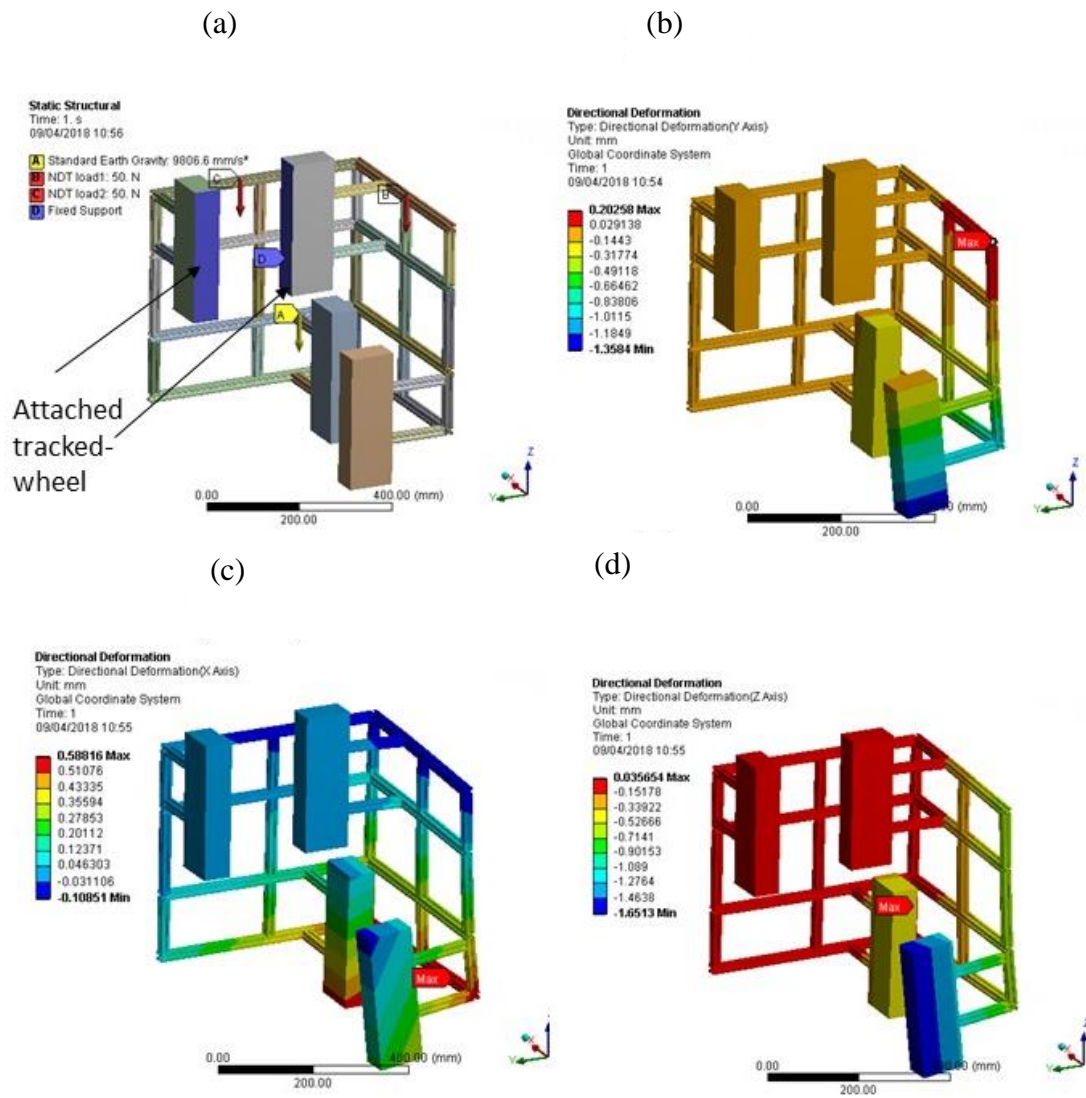 (a)
Static Structural
Time: 1. s
09/04/2018 10:56
A Standard Earth Gravity: 9806.6 mm/s²
B NDT load1: 50. N
C NDT load2: 50. N
D Fixed Support
C
B
D
A
Attached
tracked-
wheel
0.00 400.00 (mm)
200.00
Z
X
Y
(b)
Directional Deformation
Type: Directional Deformation(Y Axis)
Unit: mm
Global Coordinate System
Time: 1
09/04/2018 10:54
0.20258 Max
0.029138
-0.1443
-0.31774
-0.49118
-0.66462
-0.83806
-1.0115
-1.1849
-1.3584 Min
Max
0.00 (mm)
200.00
Z
X
Y
(c)
Directional Deformation
Type: Directional Deformation(X Axis)
Unit: mm
Global Coordinate System
Time: 1
09/04/2018 10:55
0.58816 Max
0.51076
0.43335
0.35594
0.27853
0.20112
0.12371
0.046303
-0.031106
-0.10851 Min
Max
0.00 400.00 (mm)
200.00
X
Y
(d)
Directional Deformation
Type: Directional Deformation(Z Axis)
Unit: mm
Global Coordinate System
Time: 1
09/04/2018 10:55
0.035654 Max
-0.15178
-0.33922
-0.52666
-0.7141
-0.90153
-1.089
-1.2764
-1.4638
-1.6513 Min
Max
0.00 (mm)
200.00
Z
X
Y